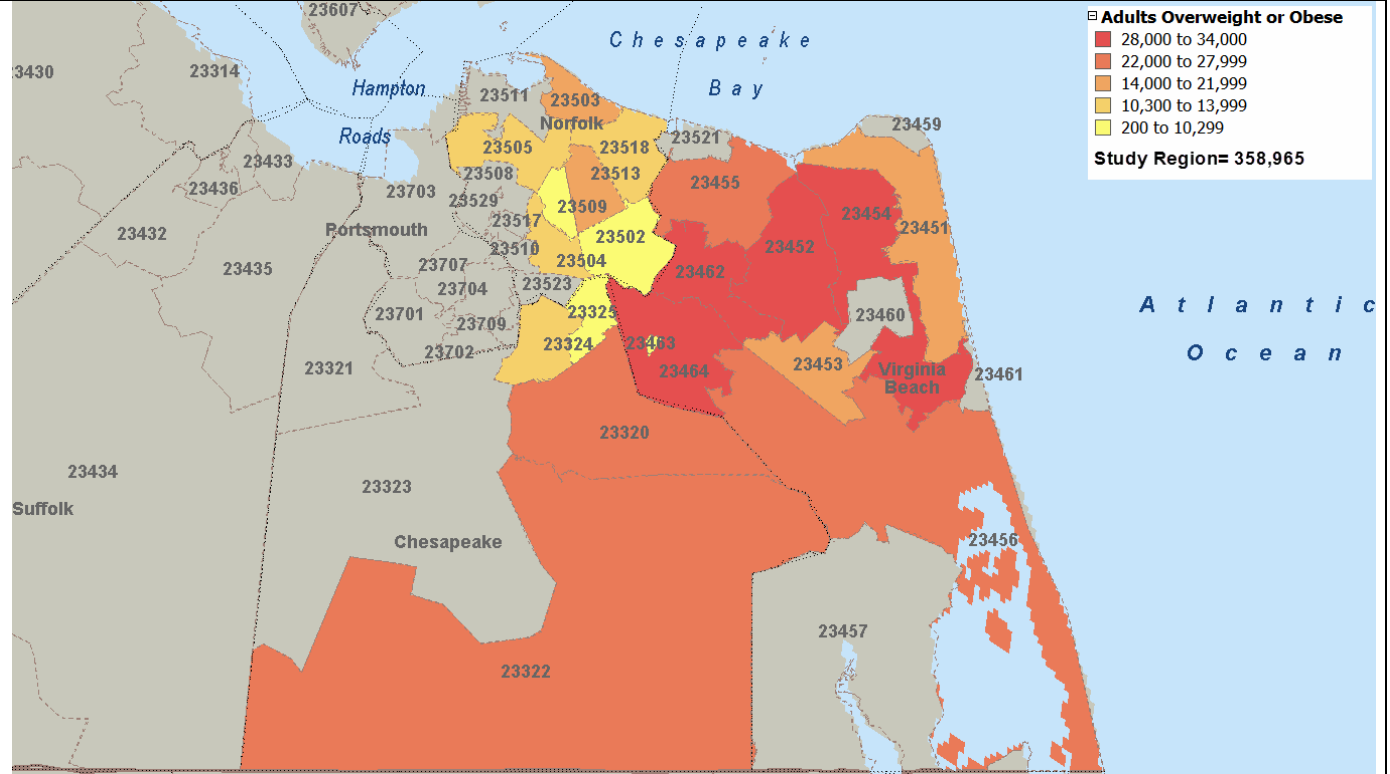 23607
Chesapeake
Bay
23430
23314
Hampton
Roads
23511
23503
Norfolk
23521
23459
23505
23518
23433
23436
23508
23513
23455
23703
23529
23509
23454
23432
Portsmouth
23517
23502
23452
23451
23510
23504
23462
23435
23707
23704
23523
23460
23701
23709
23325
23324
23463
23702
23464
23453
Virginia
Beach
23461
23321
23320
23434
23323
Suffolk
Chesapeake
23456
23457
23322
Atlantic
Ocean
Adults Overweight or Obese
28,000 to 34,000
22,000 to 27,999
14,000 to 21,999
10,300 to 13,999
200 to 10,299
Study Region= 358,965